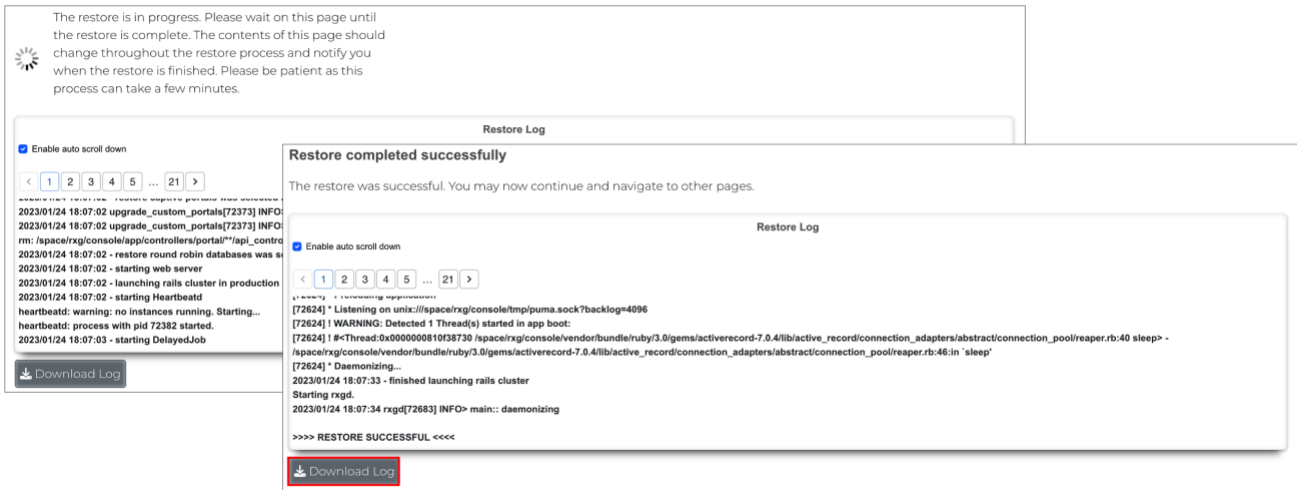 The restore is in progress. Please wait on this page until
the restore is complete. The contents of this page should
change throughout the restore process and notify you
when the restore is finished. Please be patient as this
process can take a few minutes.
Restore Log
Enable auto scroll down
< 1 2 3 4 5 ... 21 >
2023/01/24 18:07:02 - restore captive portals was selected
2023/01/24 18:07:02 upgrade_custom_portals[72373] INFO
2023/01/24 18:07:02 upgrade_custom_portals[72373] INFO
rm: /space/rxg/console/app/controllers/portal/**/api_contro
2023/01/24 18:07:02 - restore round robin databases was s
2023/01/24 18:07:02 - starting web server
2023/01/24 18:07:02 - launching rails cluster in production
2023/01/24 18:07:02 - starting Heartbeatd
heartbeatd: warning: no instances running. Starting...
heartbeatd: process with pid 72382 started.
2023/01/24 18:07:03 - starting DelayedJob
Download Log
Restore completed successfully
The restore was successful. You may now continue and navigate to other pages.
Restore Log
Enable auto scroll down
< 1 2 3 4 5 ... 21 >
[72624] * Preloading application
[72624] * Listening on unix:///space/rxg/console/tmp/puma.sock?backlog=4096
[72624] ! WARNING: Detected 1 Thread(s) started in app boot:
[72624] ! #<Thread:0x0000000810f38730 /space/rxg/console/vendor/bundle/ruby/3.0/gems/activerecord-7.0.4/lib/active_record/connection_adapters/abstract/connection_pool/reaper.rb:40 sleep> -
/space/rxg/console/vendor/bundle/ruby/3.0/gems/activerecord-7.0.4/lib/active_record/connection_adapters/abstract/connection_pool/reaper.rb:46:in `sleep'
[72624] * Daemonizing...
2023/01/24 18:07:33 - finished launching rails cluster
Starting rxgd.
2023/01/24 18:07:34 rxgd[72683] INFO> main:: daemonizing
>>>> RESTORE SUCCESSFUL <<<<
Download Log